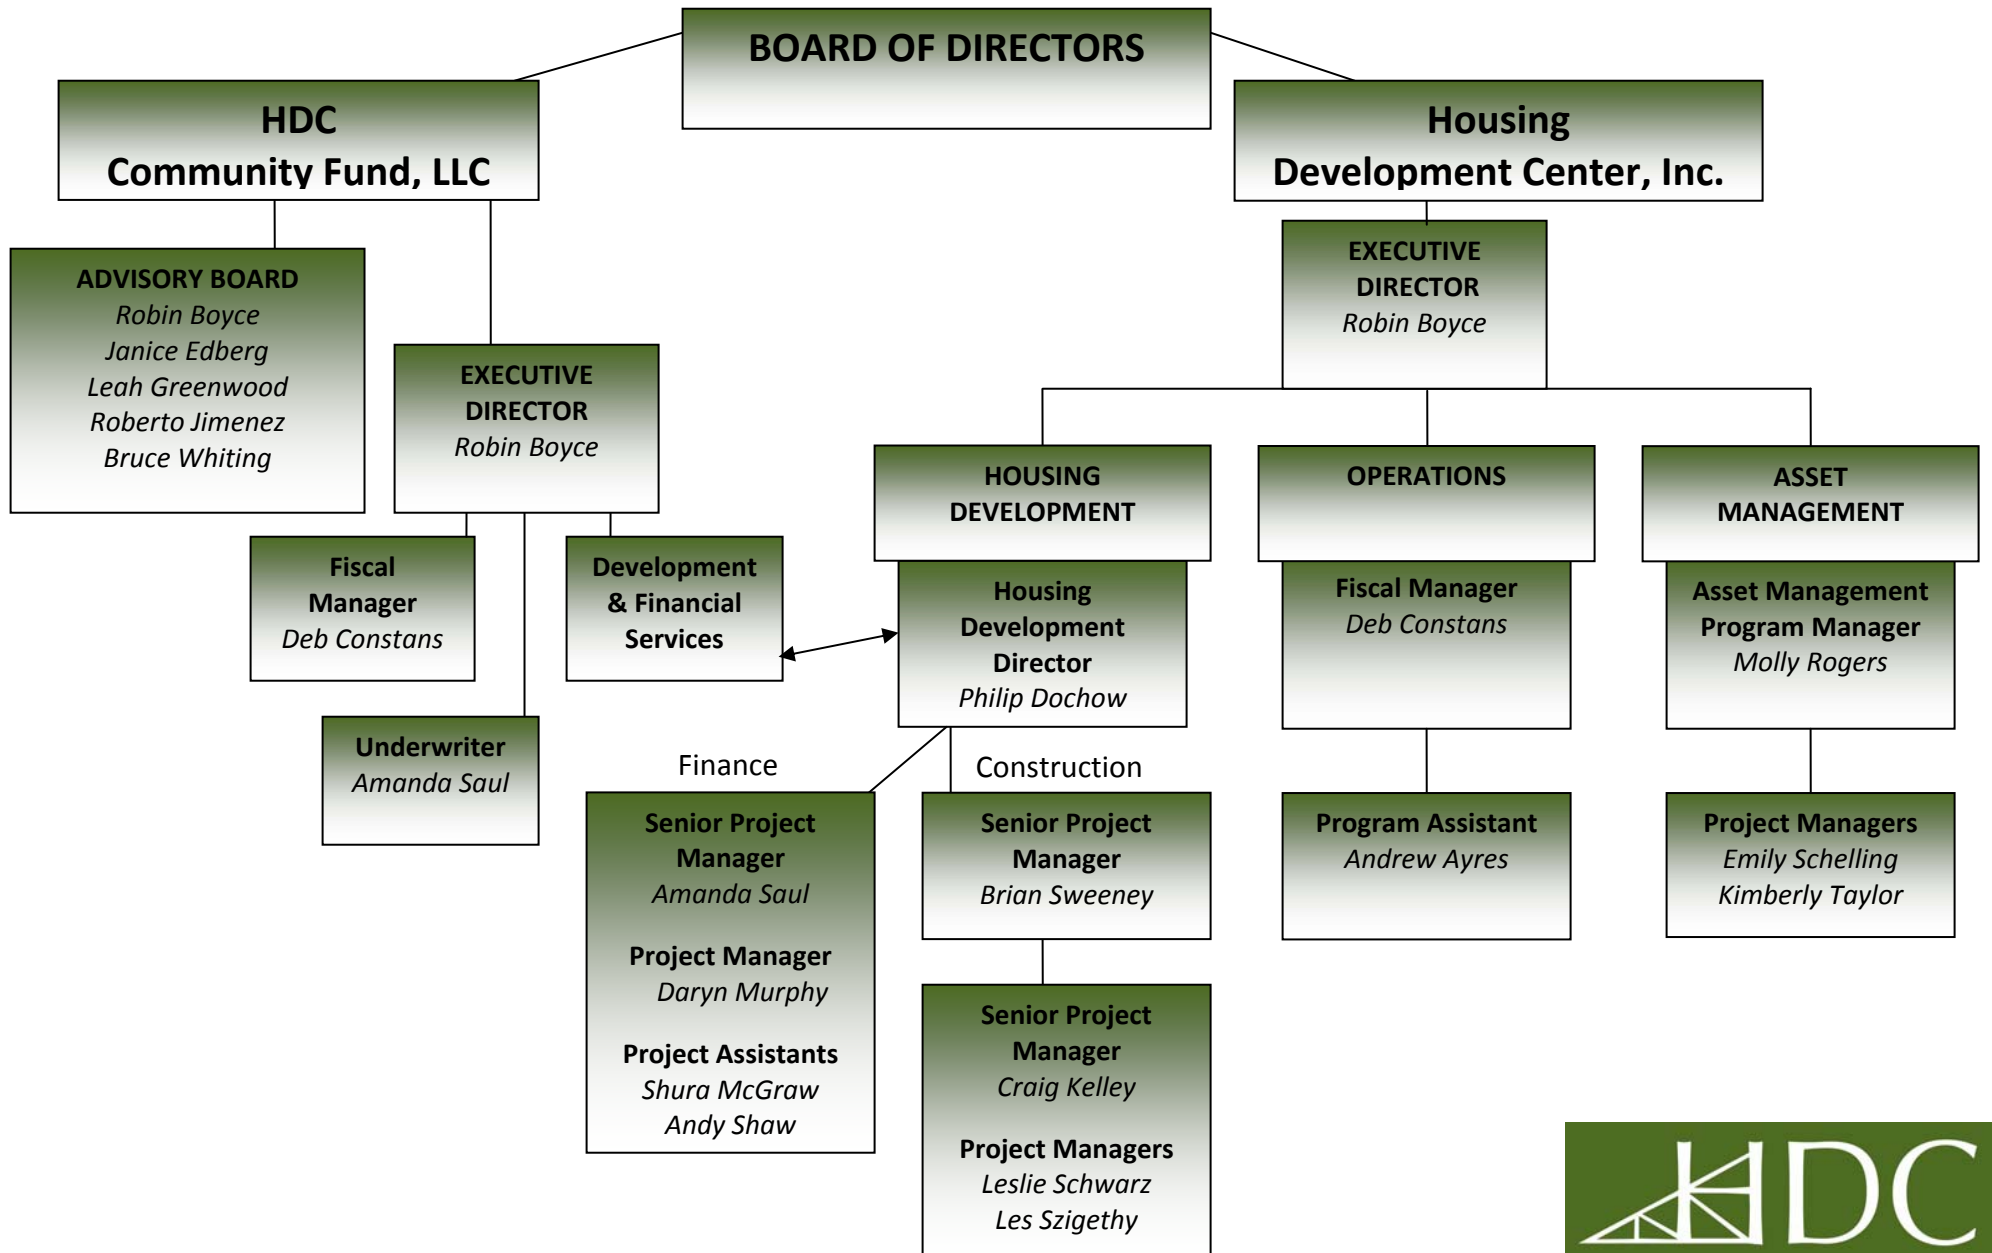 BOARD OF DIRECTORS
HDC
Community Fund, LLC
Housing
Development Center, Inc.
ADVISORY BOARD
Robin Boyce
Janice Edberg
Leah Greenwood
Roberto Jimenez
Bruce Whiting
EXECUTIVE
DIRECTOR
Robin Boyce
EXECUTIVE
DIRECTOR
Robin Boyce
Fiscal
Manager
Deb Constans
Development
& Financial
Services
Underwriter
Amanda Saul
HOUSING
DEVELOPMENT
OPERATIONS
ASSET
MANAGEMENT
Housing
Development
Director
Philip Dochow
Fiscal Manager
Deb Constans
Asset Management
Program Manager
Molly Rogers
Finance
Construction
Senior Project
Manager
Amanda Saul
Project Manager
Daryn Murphy
Project Assistants
Shura McGraw
Andy Shaw
Senior Project
Manager
Brian Sweeney
Senior Project
Manager
Craig Kelley
Project Managers
Leslie Schwarz
Les Szigethy
Program Assistant
Andrew Ayres
Project Managers
Emily Schelling
Kimberly Taylor
HDC